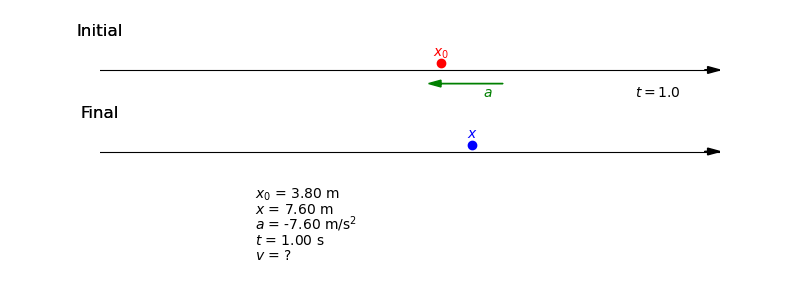 Initial
x₀
a
t = 1.0
Final
x
x₀ = 3.80 m
x = 7.60 m
a = -7.60 m/s²
t = 1.00 s
v = ?